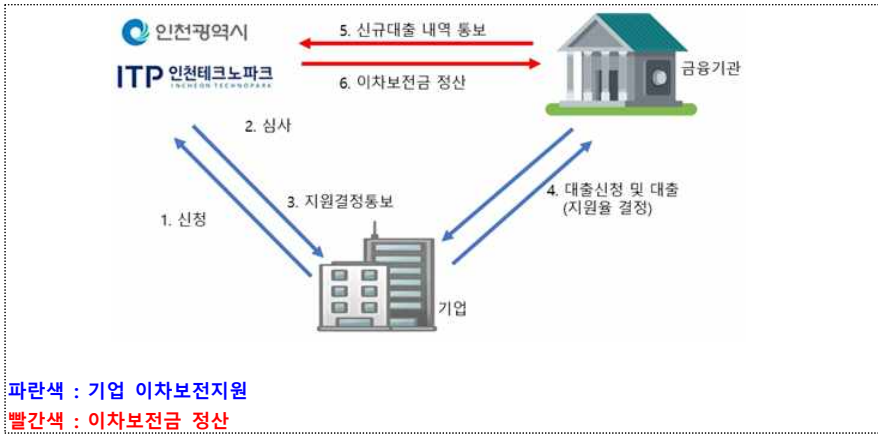 인천광역시
5. 신규대출 내역 통보
ITP 인천테크노파크
INCHEON TECHNOPARK
6. 이차보전금 정산
금융기관
2. 심사
3. 지원결정통보
1. 신청
4. 대출신청 및 대출
(지원율 결정)
기업
파란색 : 기업 이차보전지원
빨간색 : 이차보전금 정산